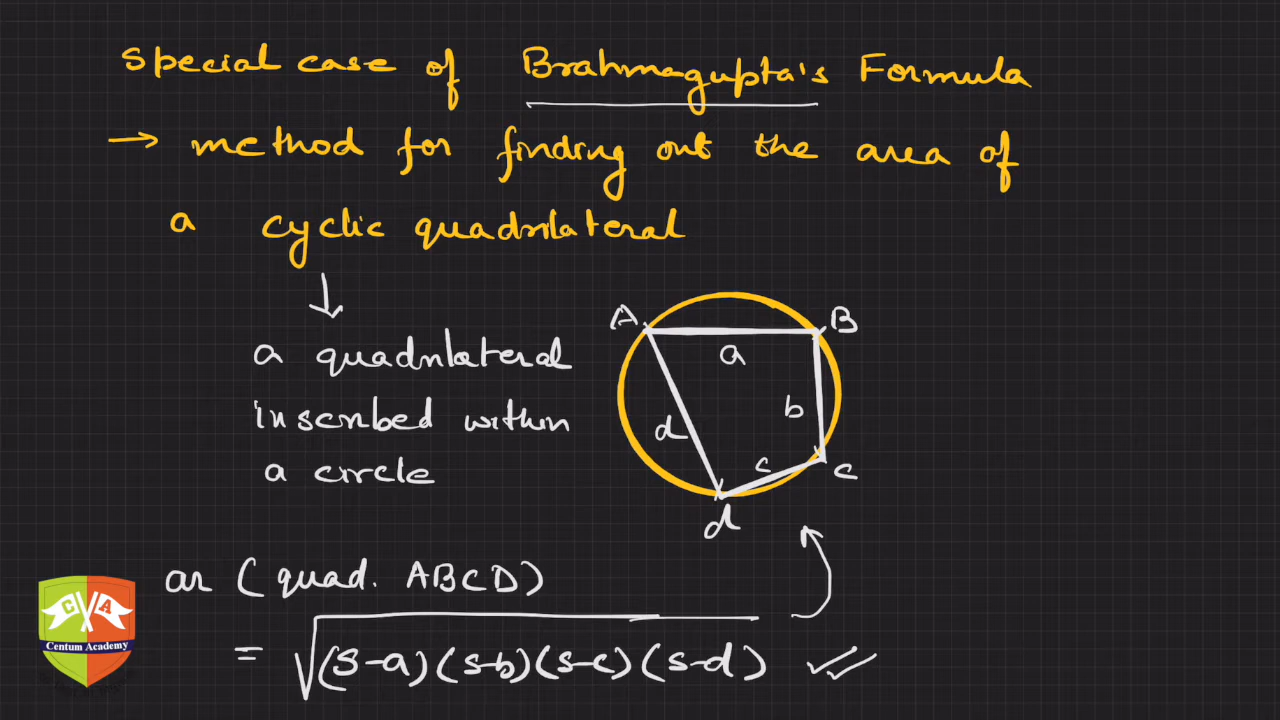 Special case of Brahmagupta's Formula
→ method for finding out the area of
a cyclic quadrilateral
↓
a quadrilateral
inscribed within
a circle
A B
a
b
d
c
C
d
ar (quad. ABCD)
= √(S-a)(s-b)(s-c)(s-d)
C A
Centum Academy